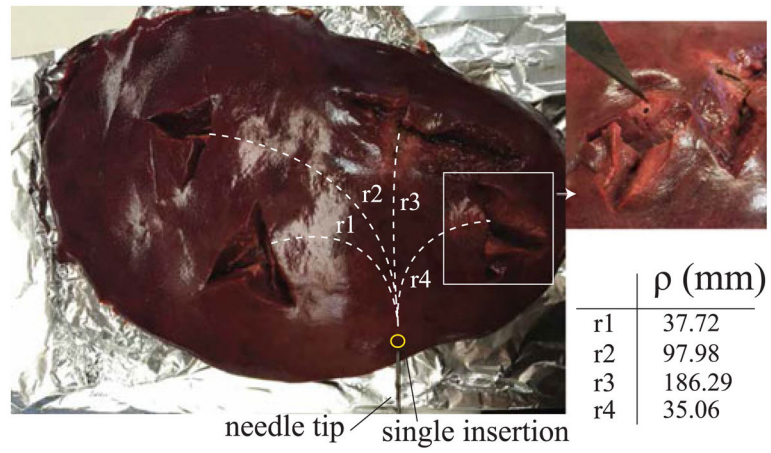 r2
r3
r1
r4
needle tip
single insertion
ρ (mm)
r1 37.72
r2 97.98
r3 186.29
r4 35.06